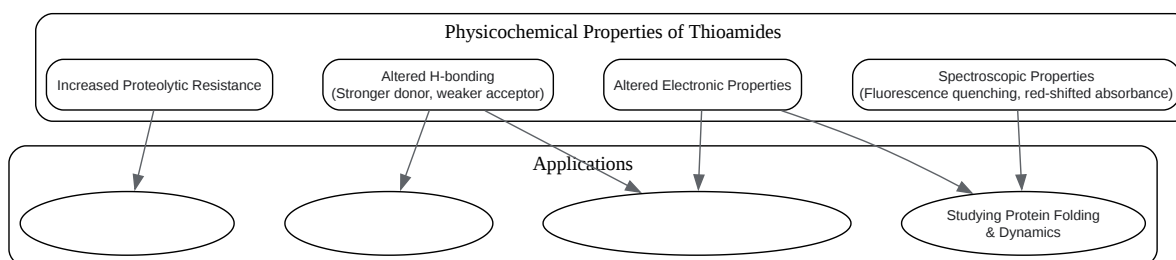 Physicochemical Properties of Thioamides
Increased Proteolytic Resistance
Altered H-bonding
(Stronger donor, weaker acceptor)
Altered Electronic Properties
Spectroscopic Properties
(Fluorescence quenching, red-shifted absorbance)
Applications
Studying Protein Folding
& Dynamics